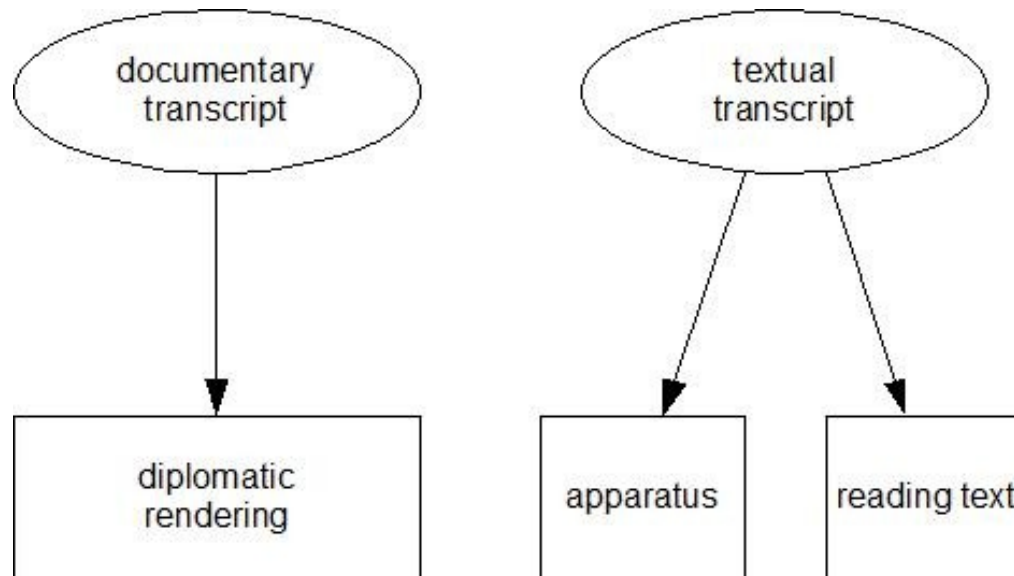 documentary
transcript
textual
transcript
diplomatic
rendering
apparatus
reading text